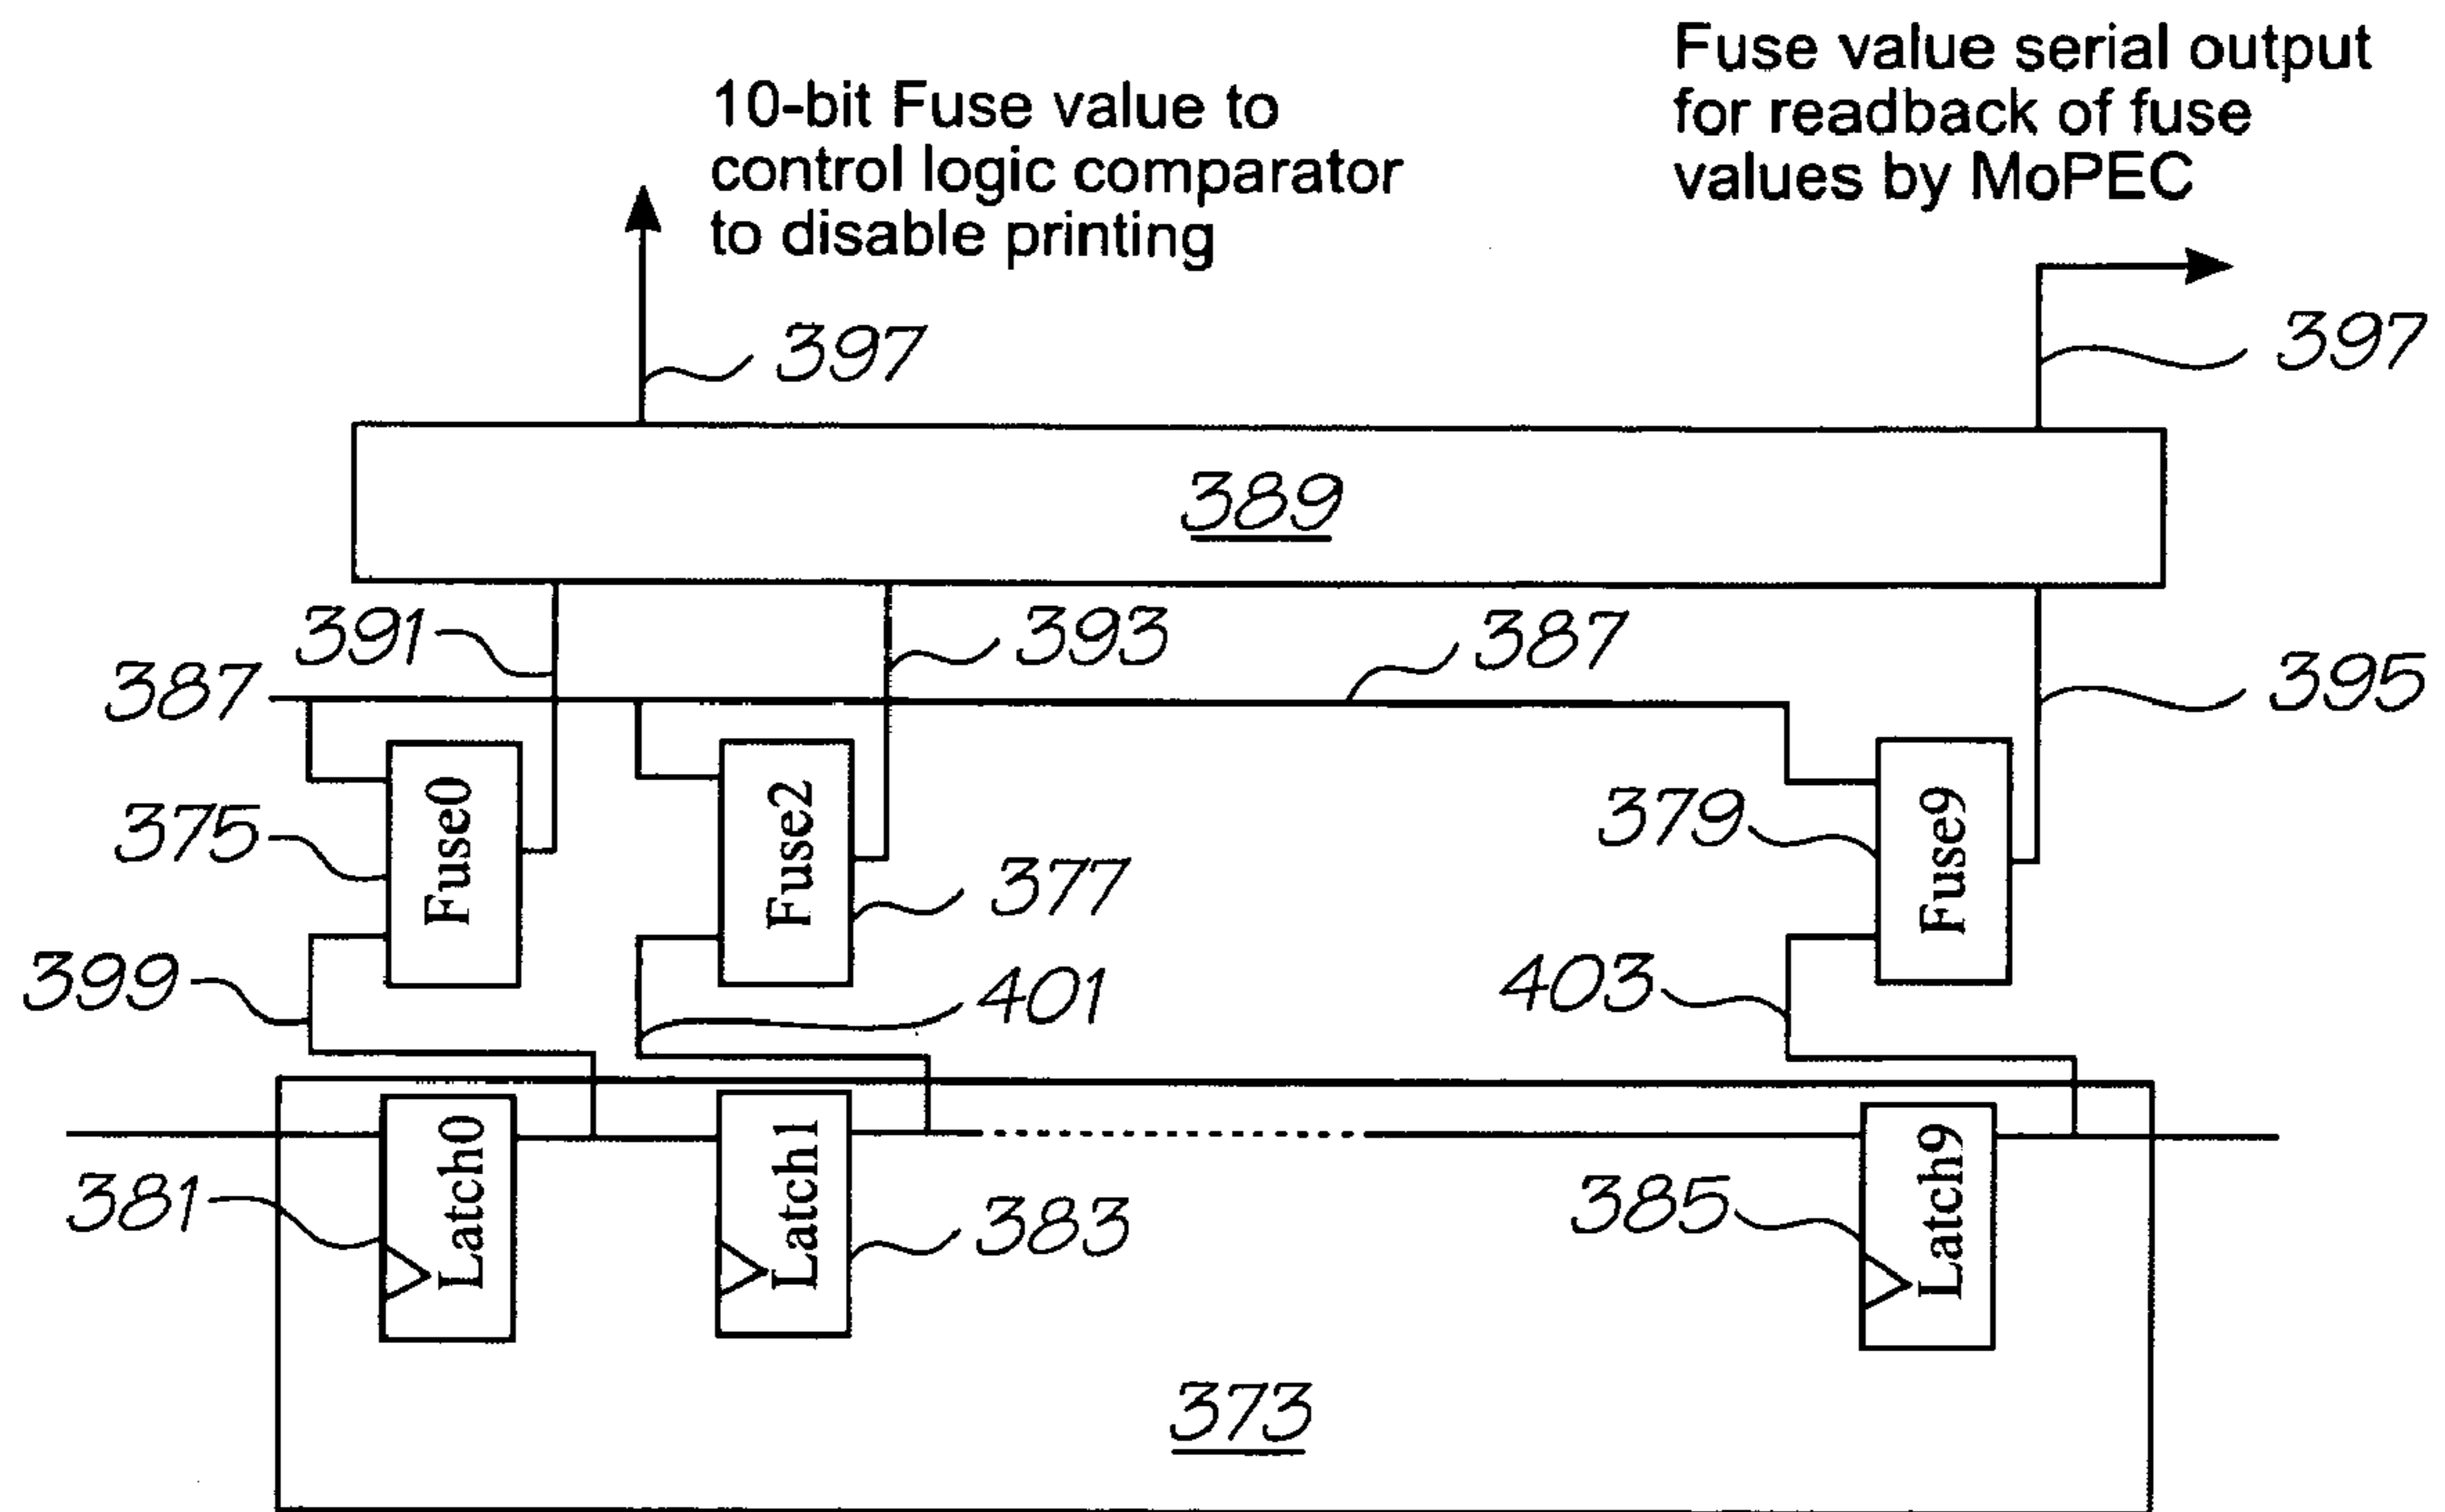 Fuse value serial output
for readback of fuse
values by MoPEC
10-bit Fuse value to
control logic comparator
to disable printing
397
397
389
391
393
387
387
395
375
Fuse0
Fuse2
377
379
Fuse9
399
401
403
381
Latch0
Latch1
383
385
Latch9
373